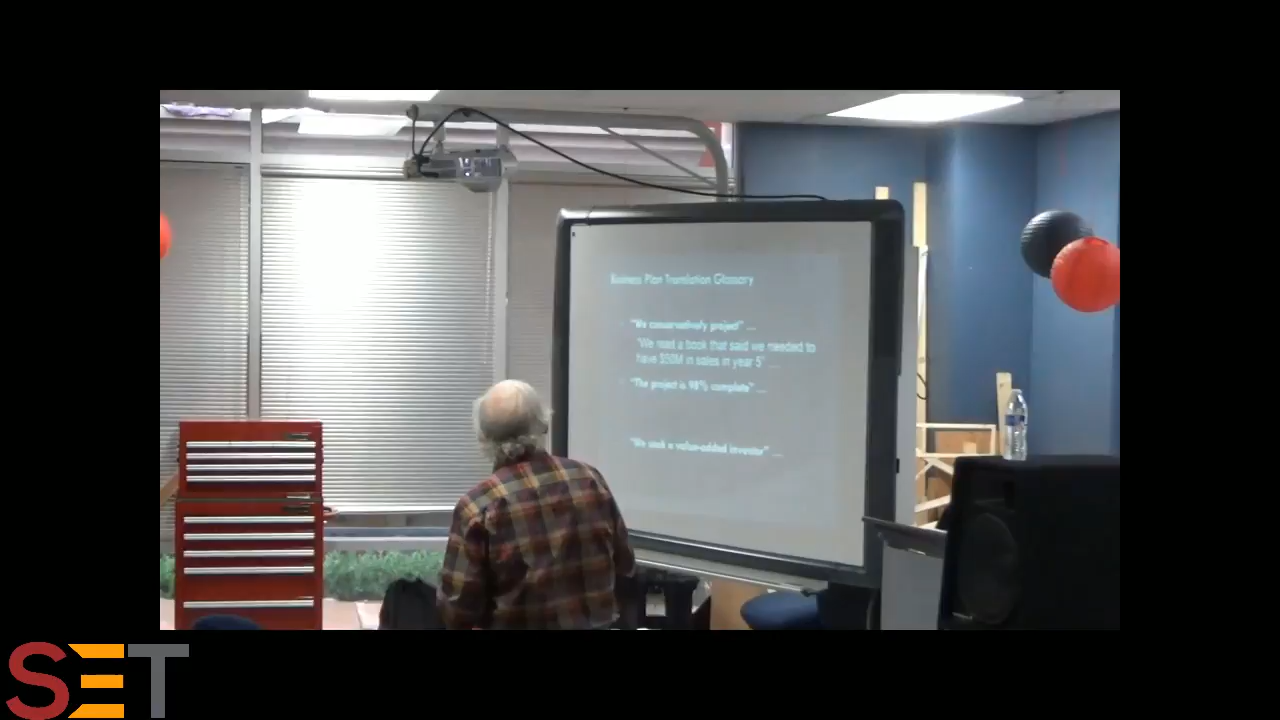 Business Plan Translation Glossary
"We conservatively project" ...
"We read a book that said we needed to
have $50M in sales in year 5"
"The project is 98% complete" ...
"We seek a value-added investor" ...
SET